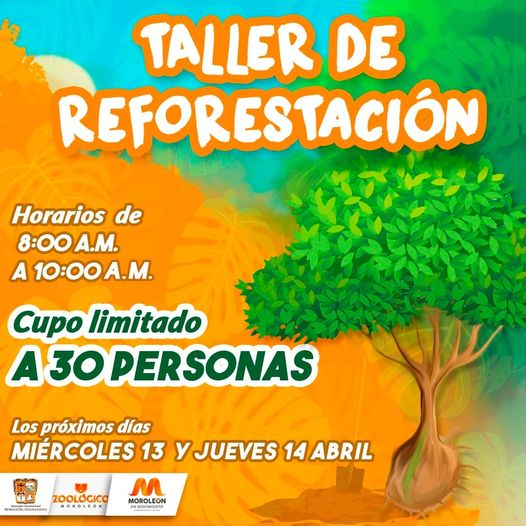 TALLER DE
REFORESTACIÓN
Horarios de
8:00 A.M.
A 10:00 A.M.
Cupo limitado
A 30 PERSONAS
Los próximos días
MIÉRCOLES 13 Y JUEVES 14 ABRIL
ZOOLÓGICO
MOROLEÓN
MOROLEÓN
EN MOVIMIENTO